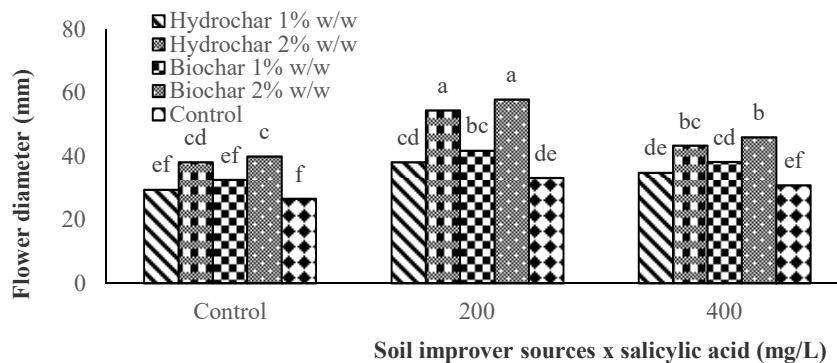 80
60
40
20
0
Flower diameter (mm)
Hydrochar 1% w/w
Hydrochar 2% w/w
Biochar 1% w/w
Biochar 2% w/w
Control
ef cd ef c f
cd a bc a de
de bc cd b ef
Control 200 400
Soil improver sources x salicylic acid (mg/L)